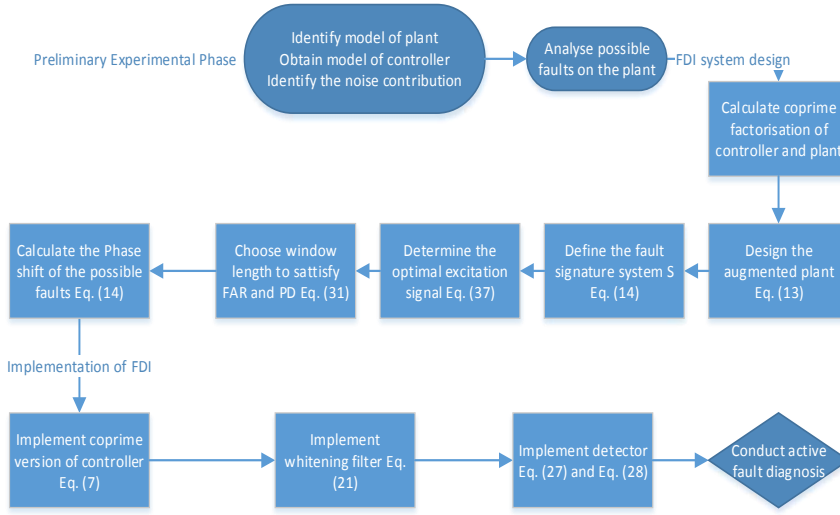 Preliminary Experimental Phase
Identify model of plant
Obtain model of controller
Identify the noise contribution
Analyse possible
faults on the plant
FDI system design
Calculate coprime
factorisation of
controller and plant
Design the
augmented plant
Eq. (13)
Define the fault
signature system S
Eq. (14)
Determine the
optimal excitation
signal Eq. (37)
Choose window
length to sattisfy
FAR and PD Eq. (31)
Calculate the Phase
shift of the possible
faults Eq. (14)
Implementation of FDI
Implement coprime
version of controller
Eq. (7)
Implement
whitening filter Eq.
(21)
Implement detector
Eq. (27) and Eq. (28)
Conduct active
fault diagnosis